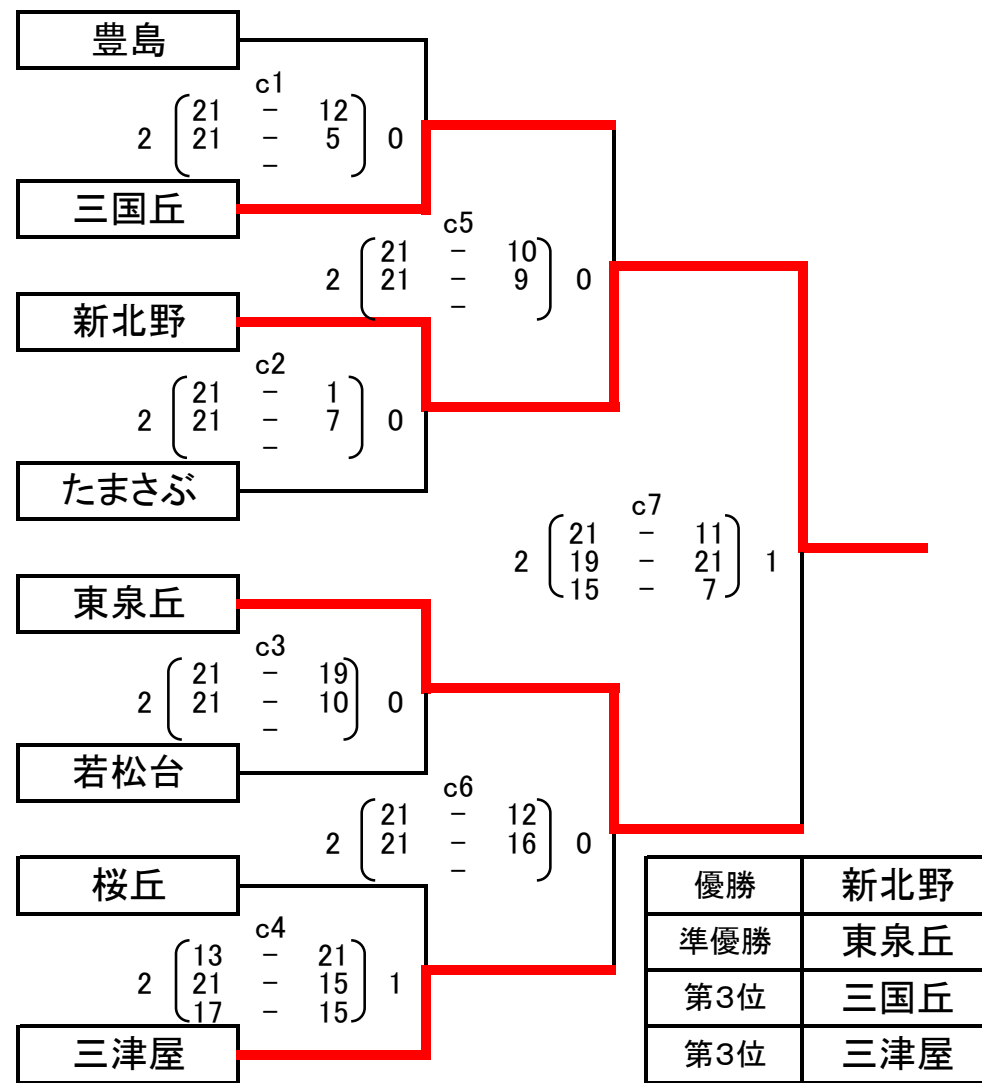 豊島
c1
21 - 12
2 21 - 5 0
-
三国丘
c5
21 - 10
2 21 - 9 0
-
新北野
c2
21 - 1
2 21 - 7 0
-
たまさぶ
c7
21 - 11
2 19 - 21 1
15 - 7
東泉丘
c3
21 - 19
2 21 - 10 0
-
若松台
c6
21 - 12
2 21 - 16 0
-
桜丘
c4
13 - 21
2 21 - 15 1
17 - 15
三津屋
優勝 新北野
準優勝 東泉丘
第3位 三国丘
第3位 三津屋